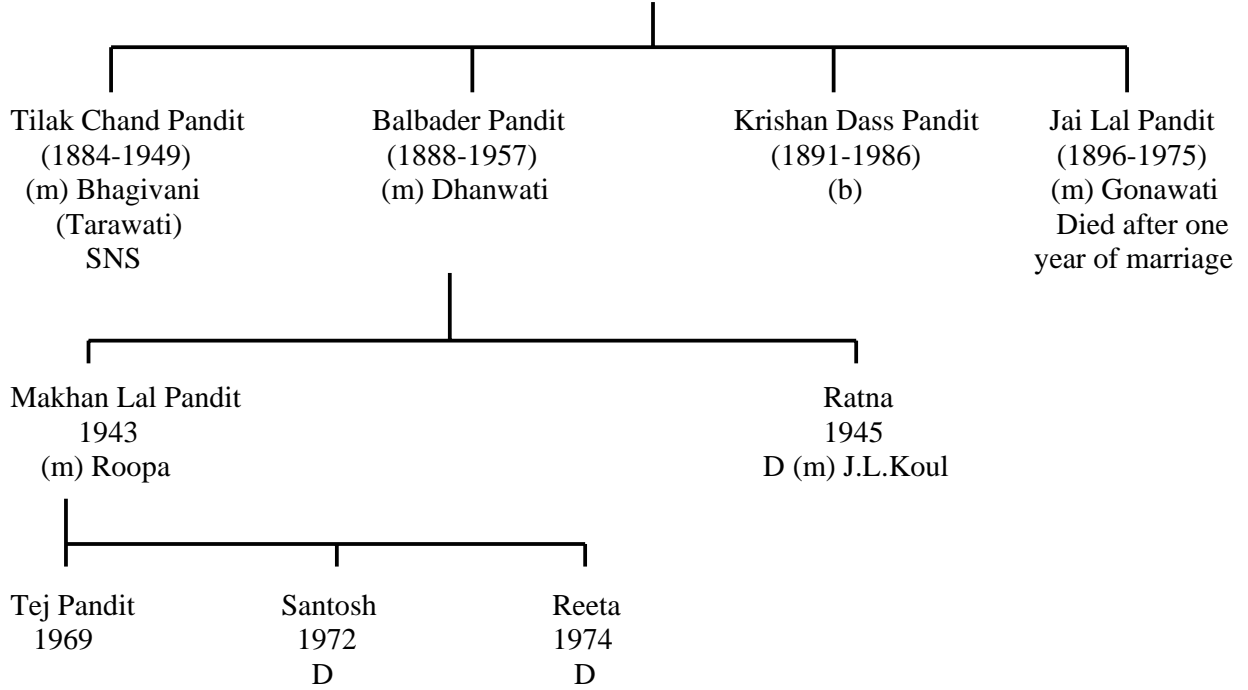 Tilak Chand Pandit
(1884-1949)
(m) Bhagivani
(Tarawati)
SNS
Balbader Pandit
(1888-1957)
(m) Dhanwati
Krishan Dass Pandit
(1891-1986)
(b)
Jai Lal Pandit
(1896-1975)
(m) Gonawati
Died after one
year of marriage
Makhan Lal Pandit
1943
(m) Roopa
Ratna
1945
D (m) J.L.Koul
Tej Pandit
1969
Santosh
1972
D
Reeta
1974
D